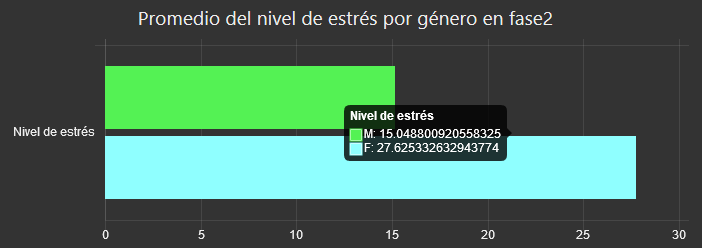 Promedio del nivel de estrés por género en fase2
Nivel de estrés
Nivel de estrés
M: 15.048800920558325
F: 27.625332632943774
0 5 10 15 20 25 30